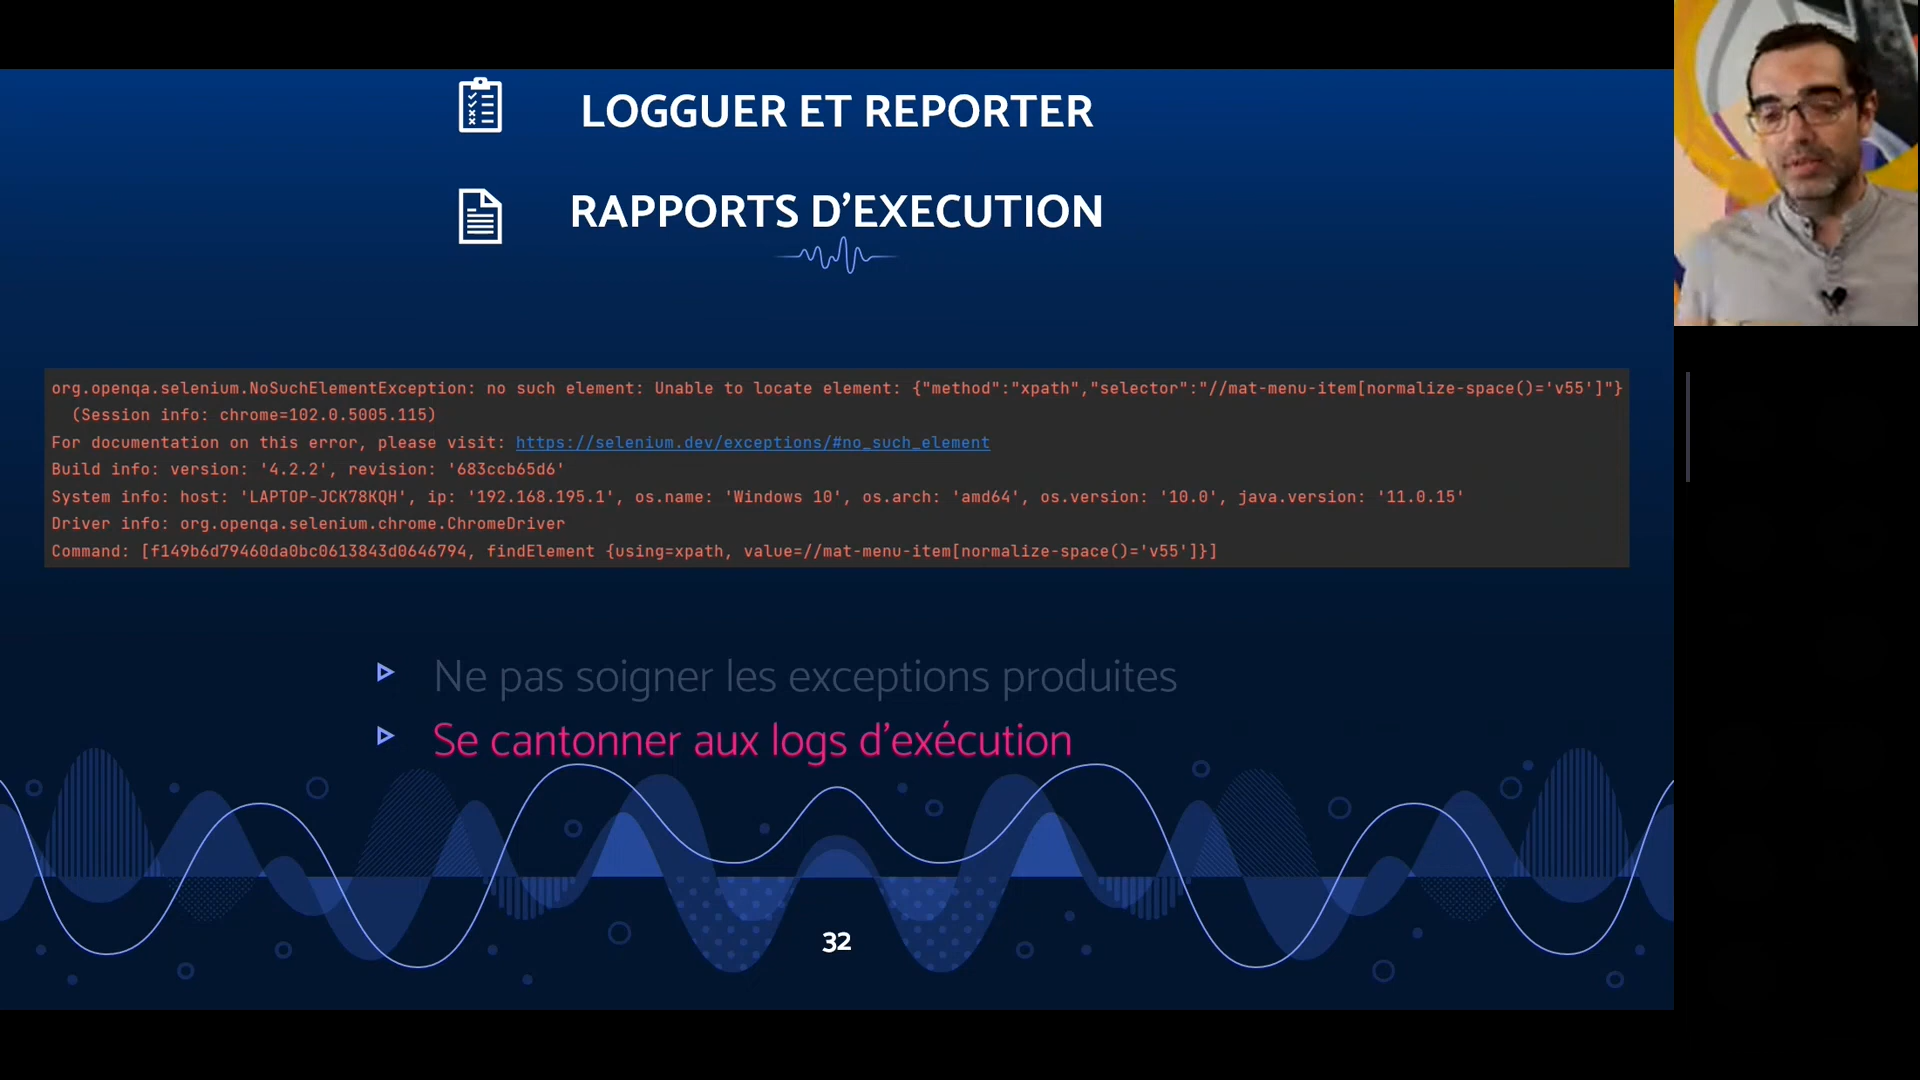 LOGGUER ET REPORTER
RAPPORTS D’EXECUTION
org.openqa.selenium.NoSuchElementException: no such element: Unable to locate element: {"method":"xpath","selector":"//mat-menu-item[normalize-space()='v55']"}
(Session info: chrome=102.0.5005.115)
For documentation on this error, please visit: https://selenium.dev/exceptions/#no_such_element
Build info: version: '4.2.2', revision: '683ccb65d6'
System info: host: 'LAPTOP-JCK78KQH', ip: '192.168.195.1', os.name: 'Windows 10', os.arch: 'amd64', os.version: '10.0', java.version: '11.0.15'
Driver info: org.openqa.selenium.chrome.ChromeDriver
Command: [f149b6d79460da0bc0613843d0646794, findElement {using=xpath, value=//mat-menu-item[normalize-space()='v55']}]
Ne pas soigner les exceptions produites
Se cantonner aux logs d’exécution
32